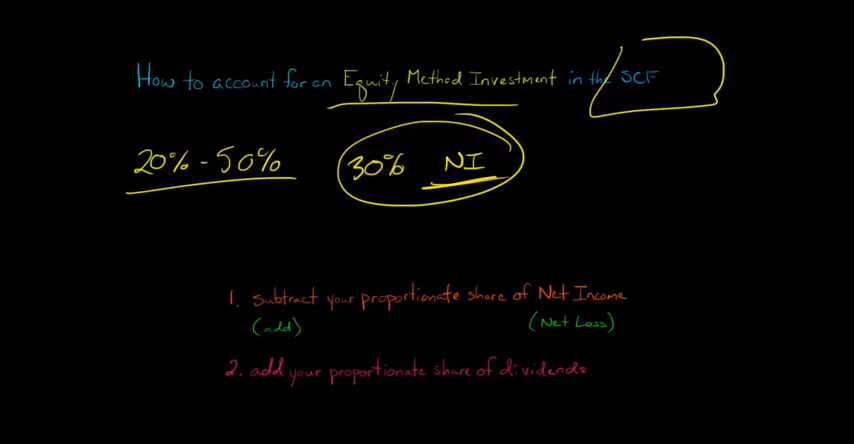 How to account for an Equity Method Investment in the SCF
20% - 50% 30% NI
1. subtract your proportionate share of Net Income
(add) (Net Loss)
2. add your proportionate share of dividends